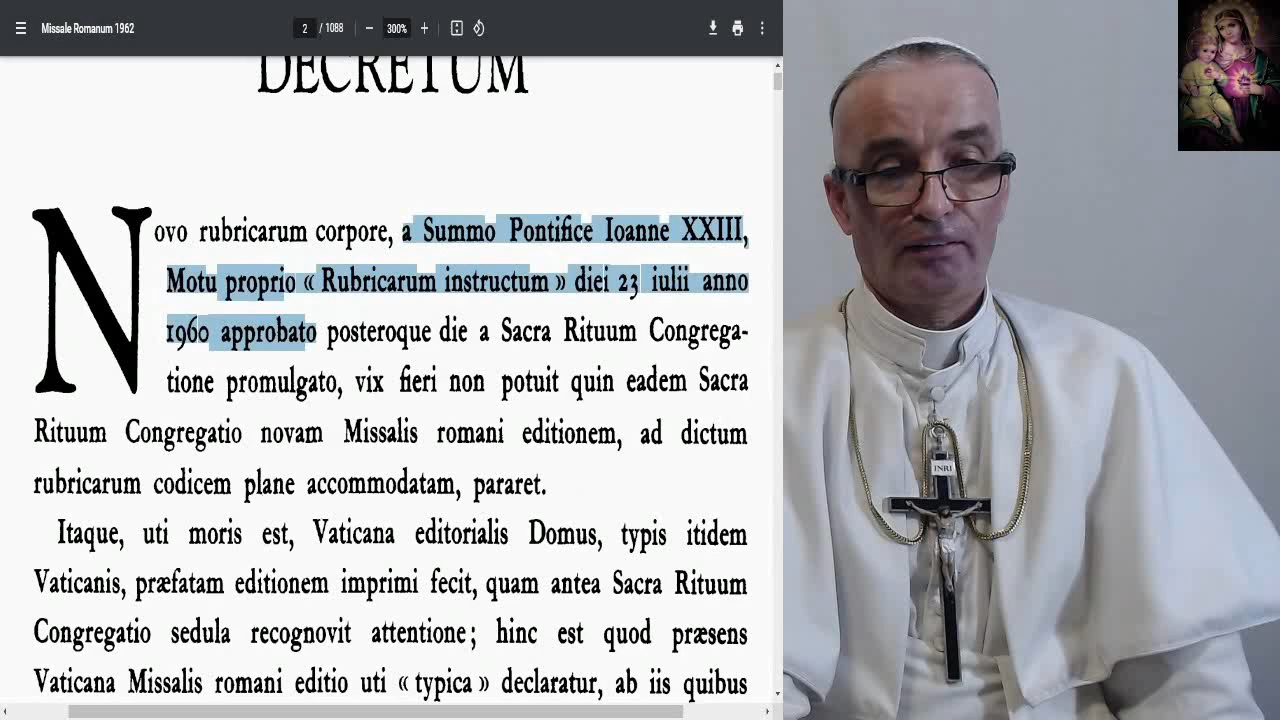 Missale Romanum 1962
2 / 1088
300%
DECRETUM
Novo rubricarum corpore, a Summo Pontifice Ioanne XXIII,
Motu proprio « Rubricarum instructum » diei 23 iulii anno
1960 approbato posteroque die a Sacra Rituum Congrega-
tione promulgato, vix fieri non potuit quin eadem Sacra
Rituum Congregatio novam Missalis romani editionem, ad dictum
rubricarum codicem plane accommodatam, pararet.
Itaque, uti moris est, Vaticana editorialis Domus, typis itidem
Vaticanis, præfatam editionem imprimi fecit, quam antea Sacra Rituum
Congregatio sedula recognovit attentione; hinc est quod præsens
Vaticana Missalis romani editio uti « typica » declaratur, ab iis quibus
INRI